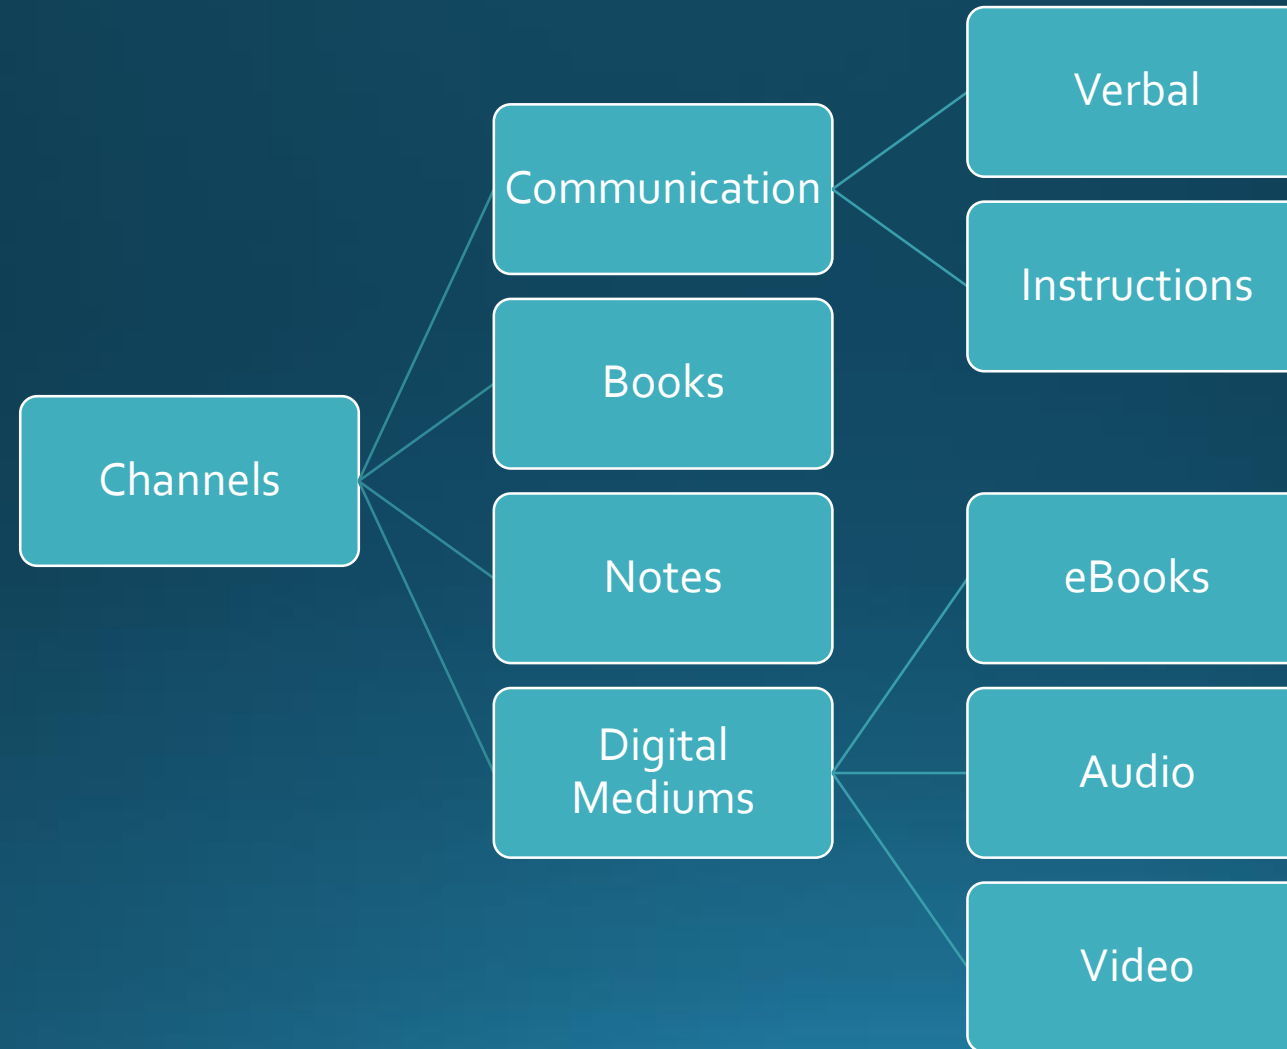 Channels
Communication
Verbal
Instructions
Books
Notes
Digital
Mediums
eBooks
Audio
Video